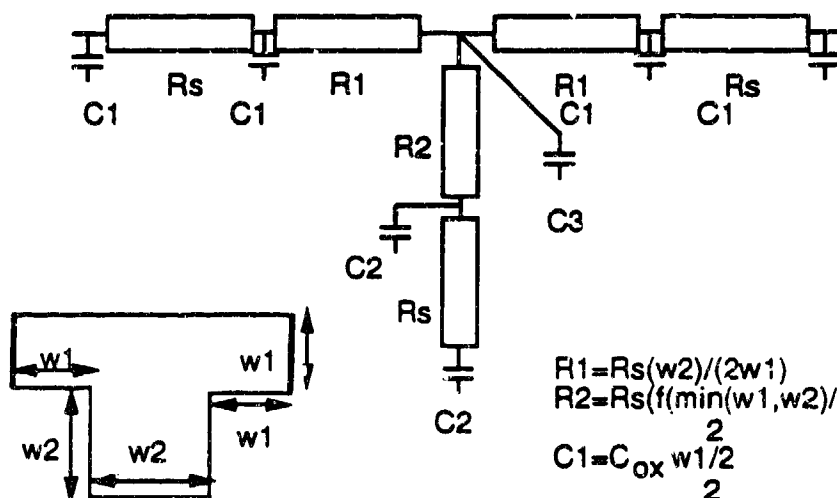 Rs R1 R1 Rs
C1 C1 C1 C1
R2
C3
C2
Rs
C2
w1 w1
w1
w2 w2
R1=Rs(w2)/(2w1)
R2=Rs(f(min(w1,w2)/
2
C1=Cox w1/2
2